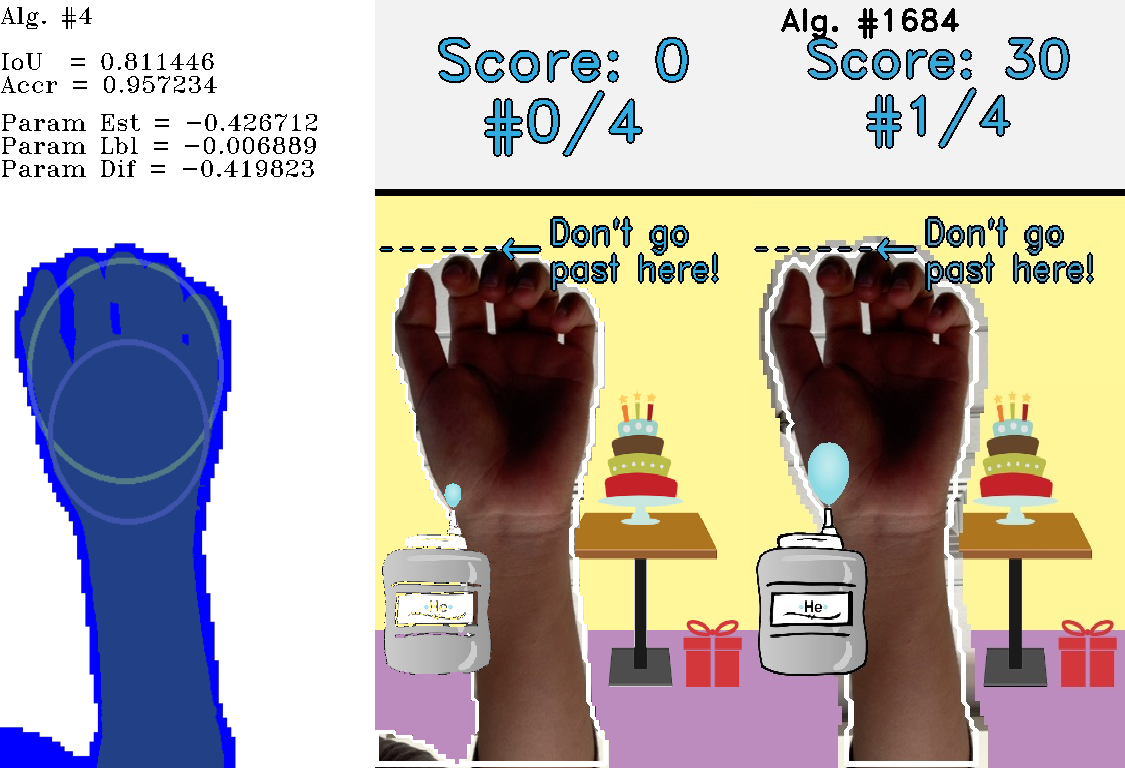 Alg. #4
IoU = 0.811446
Accr = 0.957234
Param Est = −0.426712
Param Lbl = −0.006889
Param Dif = −0.419823
Score: 0
#0/4
Don't go
past here!
He
Alg. #1684
Score: 30
#1/4
Don't go
past here!
He